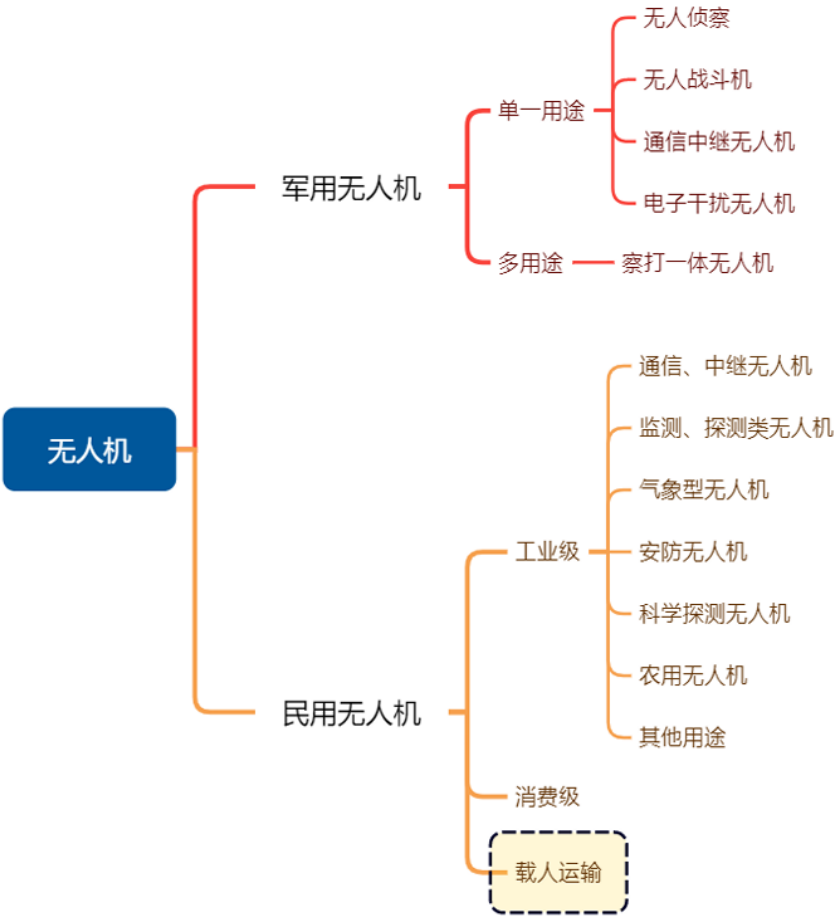 无人侦察
无人战斗机
单一用途
通信中继无人机
军用无人机
电子干扰无人机
多用途
察打一体无人机
通信、中继无人机
监测、探测类无人机
无人机
气象型无人机
工业级
安防无人机
科学探测无人机
农用无人机
民用无人机
其他用途
消费级
载人运输